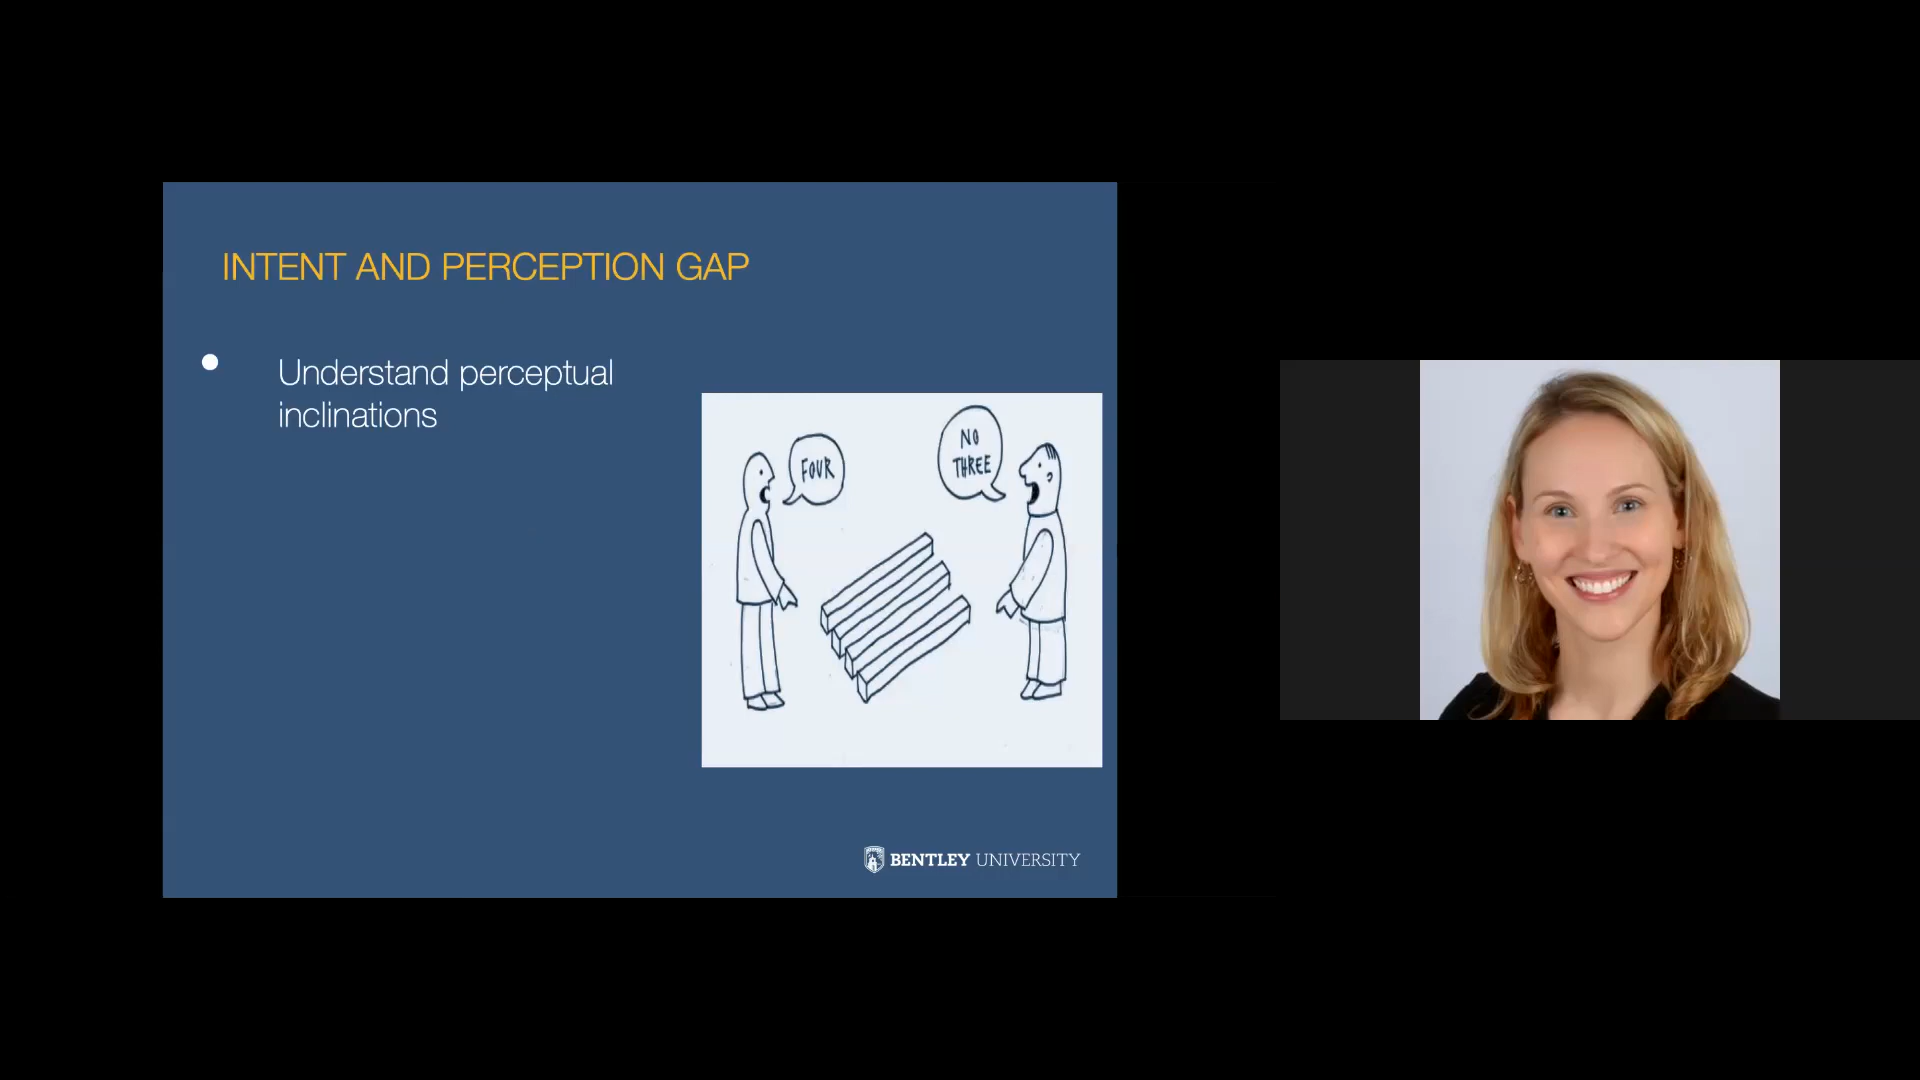 INTENT AND PERCEPTION GAP
Understand perceptual
inclinations
FOUR
NO
THREE
BENTLEY UNIVERSITY